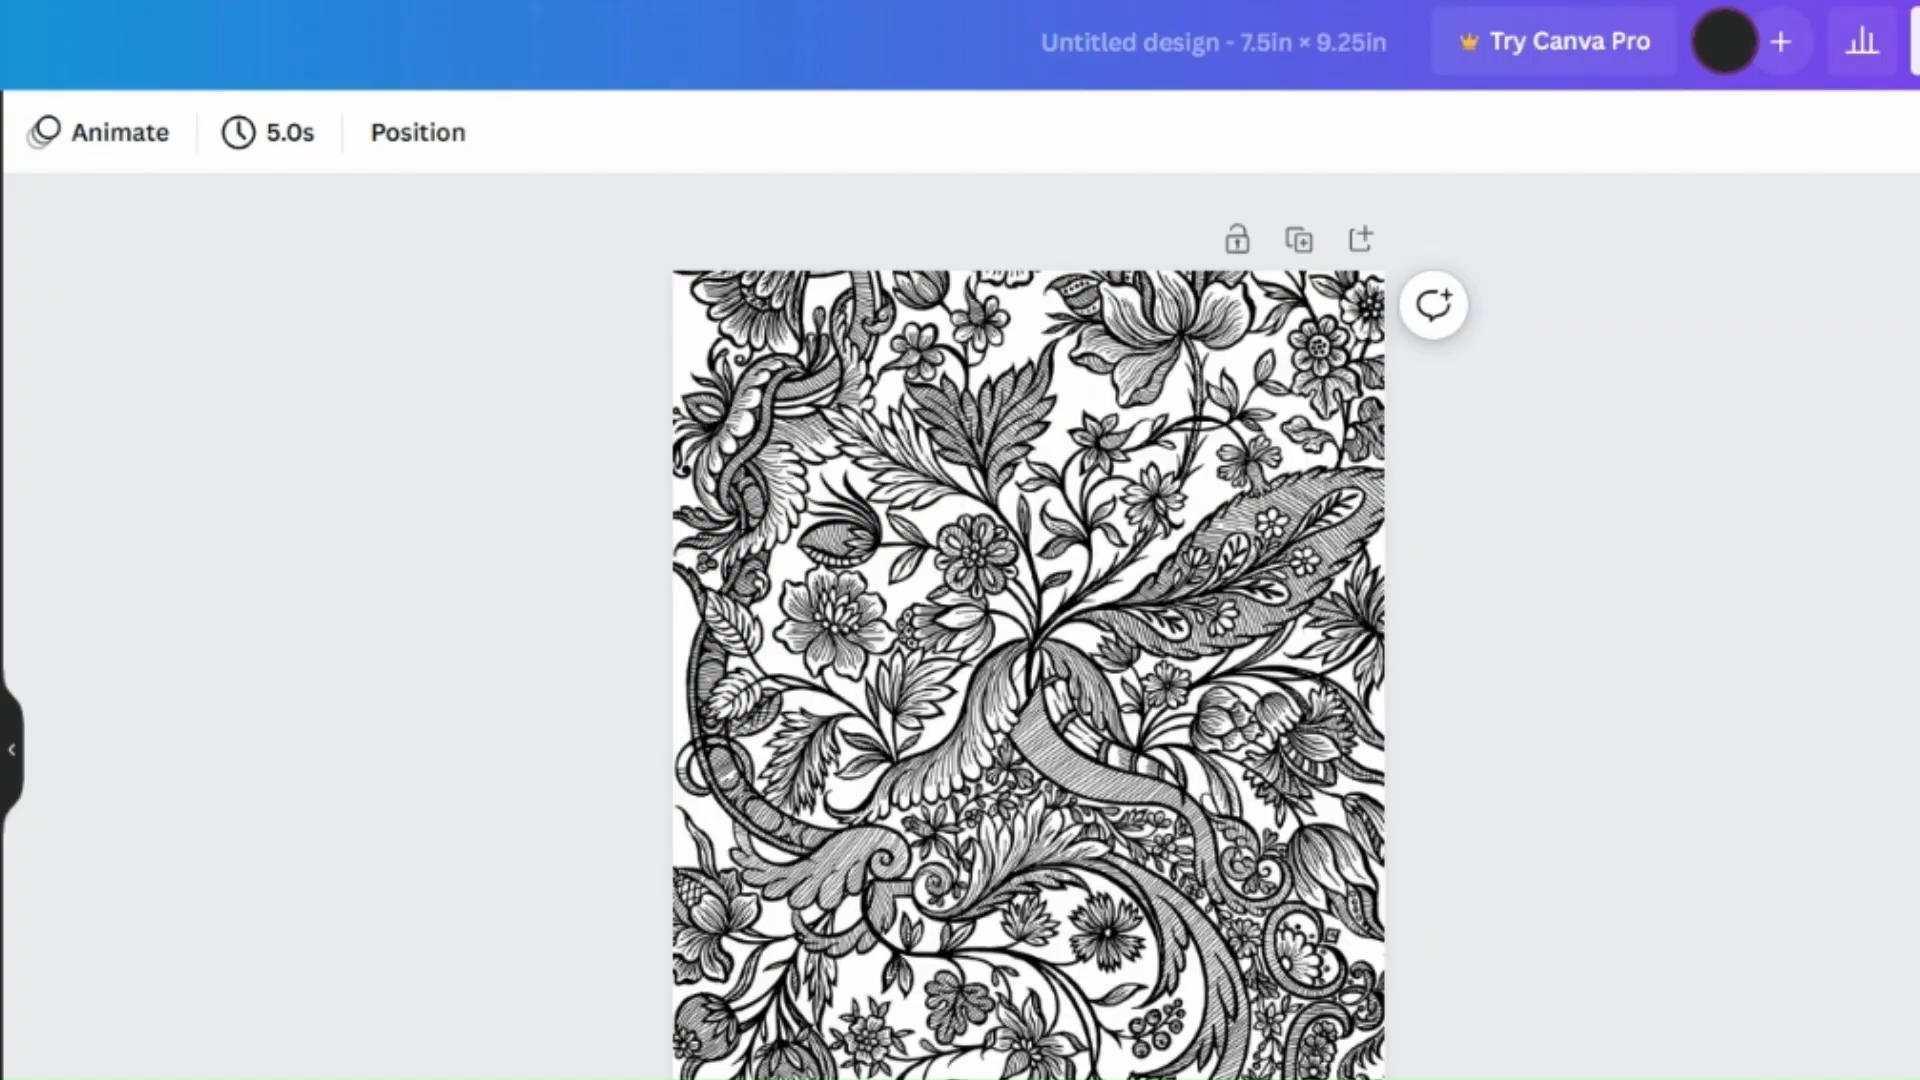 Untitled design - 7.5in × 9.25in
Try Canva Pro
Animate
5.0s
Position